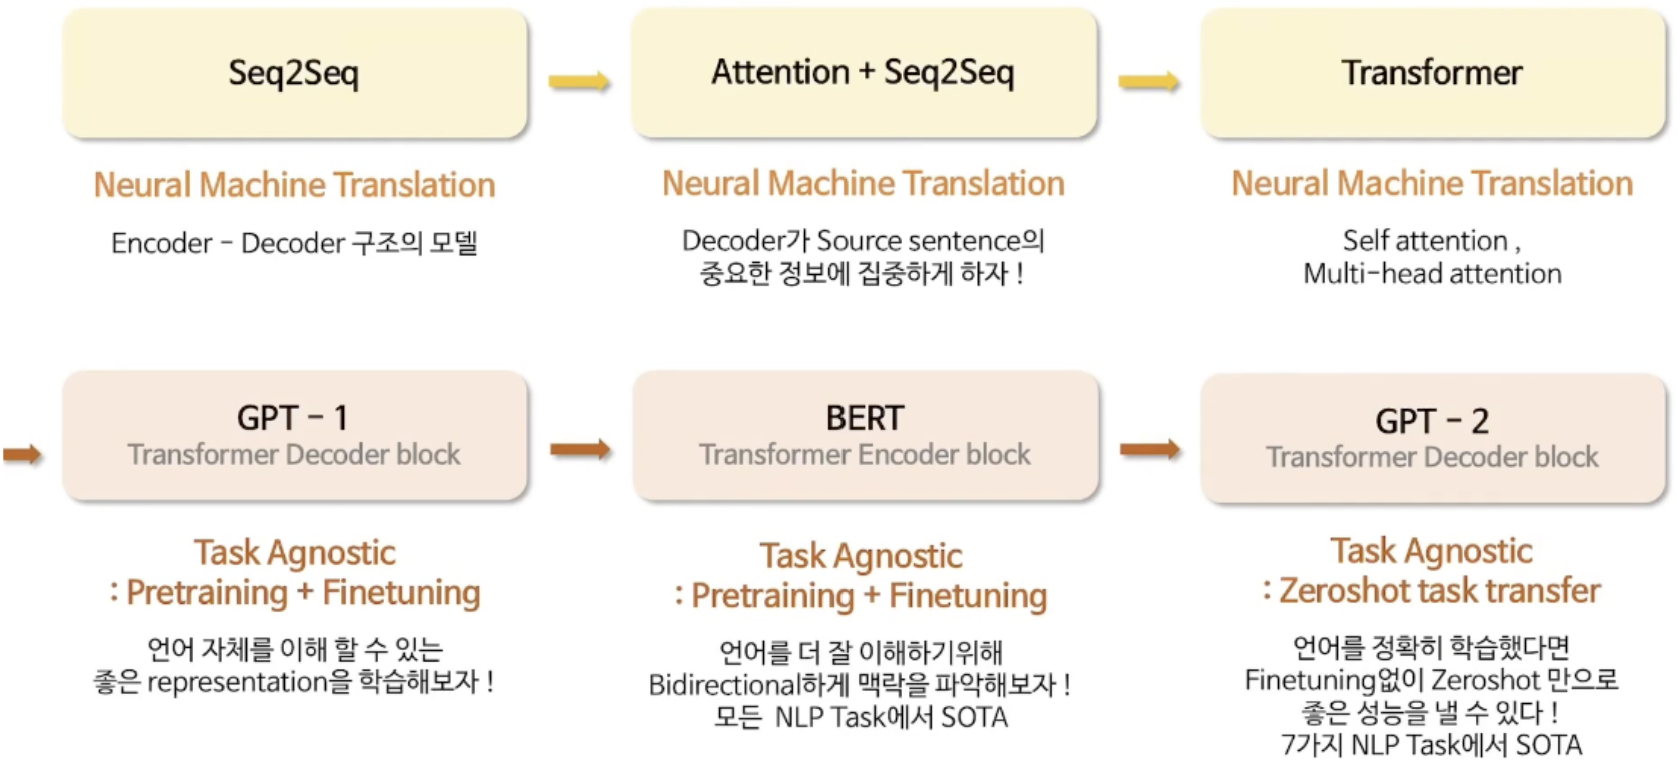 Seq2Seq
Neural Machine Translation
Encoder - Decoder 구조의 모델
Attention + Seq2Seq
Neural Machine Translation
Decoder가 Source sentence의
중요한 정보에 집중하게 하자 !
Transformer
Neural Machine Translation
Self attention ,
Multi-head attention
GPT - 1
Transformer Decoder block
Task Agnostic
: Pretraining + Finetuning
언어 자체를 이해 할 수 있는
좋은 representation을 학습해보자 !
BERT
Transformer Encoder block
Task Agnostic
: Pretraining + Finetuning
언어를 더 잘 이해하기위해
Bidirectional하게 맥락을 파악해보자 !
모든 NLP Task에서 SOTA
GPT - 2
Transformer Decoder block
Task Agnostic
: Zeroshot task transfer
언어를 정확히 학습했다면
Finetuning없이 Zeroshot 만으로
좋은 성능을 낼 수 있다 !
7가지 NLP Task에서 SOTA